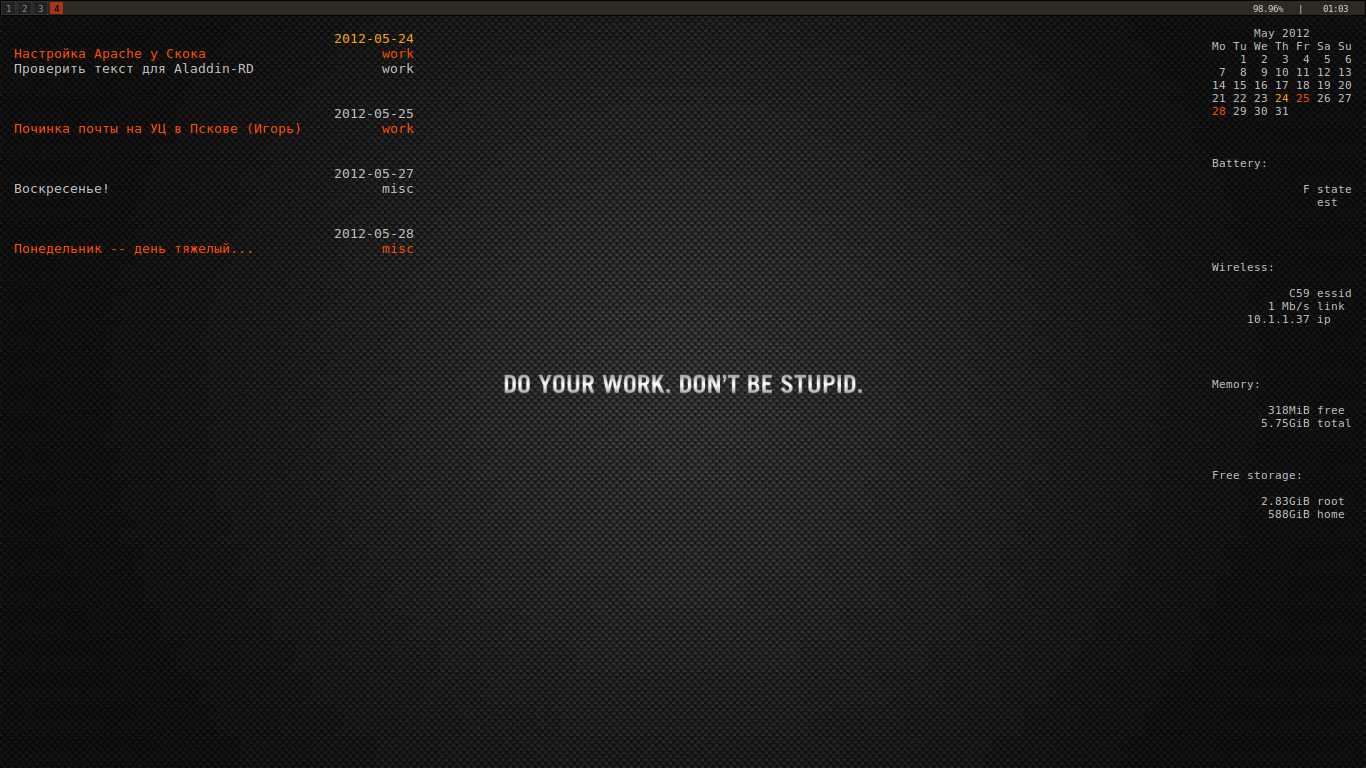 1 2 3 4
98.96% | 01:03
2012-05-24
Настройка Apache у Скока work
Проверить текст для Aladdin-RD work
2012-05-25
Починка почты на УЦ в Пскове (Игорь) work
2012-05-27
Воскресенье! misc
2012-05-28
Понедельник -- день тяжелый... misc
DO YOUR WORK. DON'T BE STUPID.
May 2012
Mo Tu We Th Fr Sa Su
1 2 3 4 5 6
7 8 9 10 11 12 13
14 15 16 17 18 19 20
21 22 23 24 25 26 27
28 29 30 31
Battery:
F state
est
Wireless:
C59 essid
1 Mb/s link
10.1.1.37 ip
Memory:
318MiB free
5.75GiB total
Free storage:
2.83GiB root
588GiB home